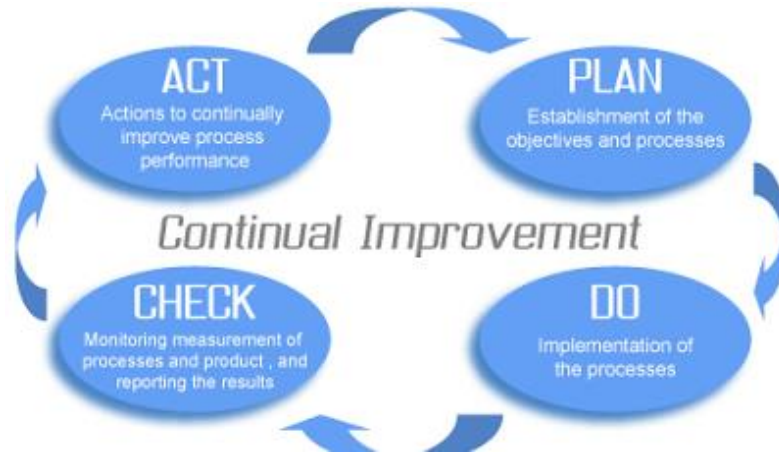 ACT
Actions to continually
improve process
performance
PLAN
Establishment of the
objectives and processes
Continual Improvement
CHECK
Monitoring measurement of
processes and product , and
reporting the results
DO
Implementation of
the processes